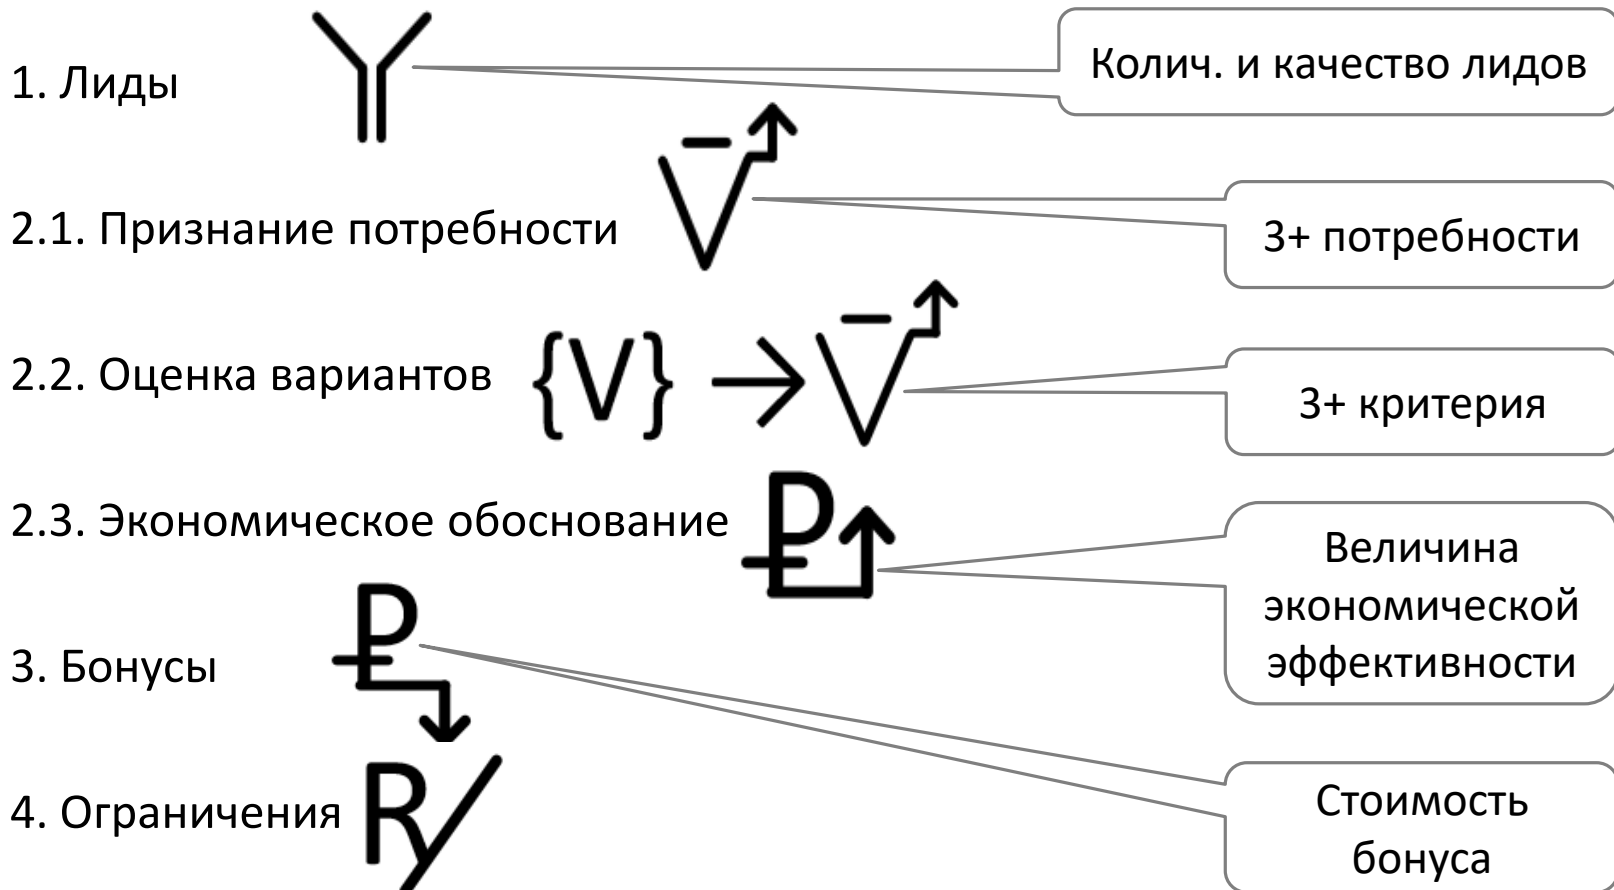 1. Лиды
Колич. и качество лидов
2.1. Признание потребности
3+ потребности
2.2. Оценка вариантов {V}
3+ критерия
2.3. Экономическое обоснование
Величина
экономической
эффективности
3. Бонусы
4. Ограничения R
Стоимость
бонуса